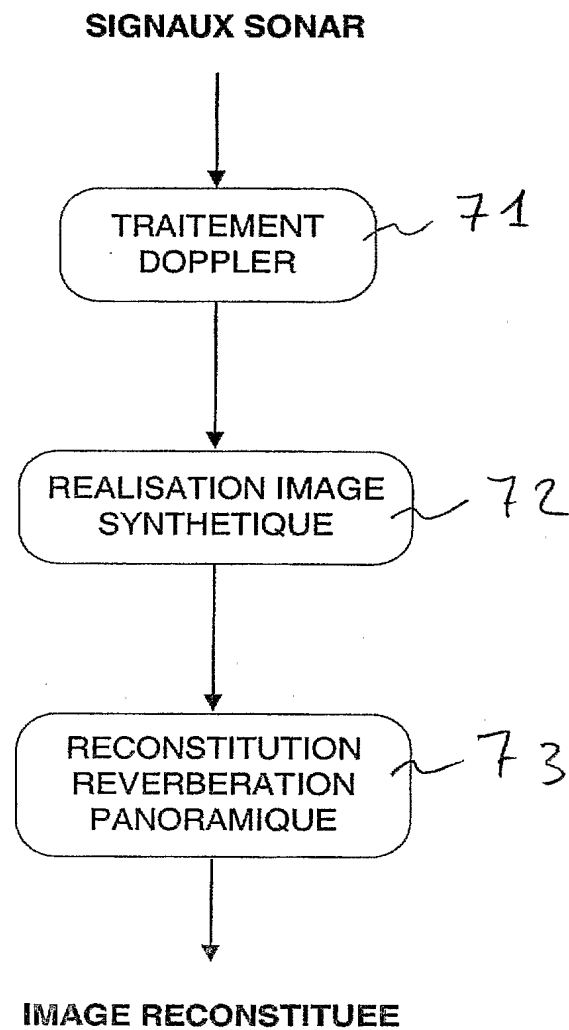 SIGNAUX SONAR
TRAITEMENT
DOPPLER
71
REALISATION IMAGE
SYNTHETIQUE
72
RECONSTITUTION
REVERBERATION
PANORAMIQUE
73
IMAGE RECONSTITUEE